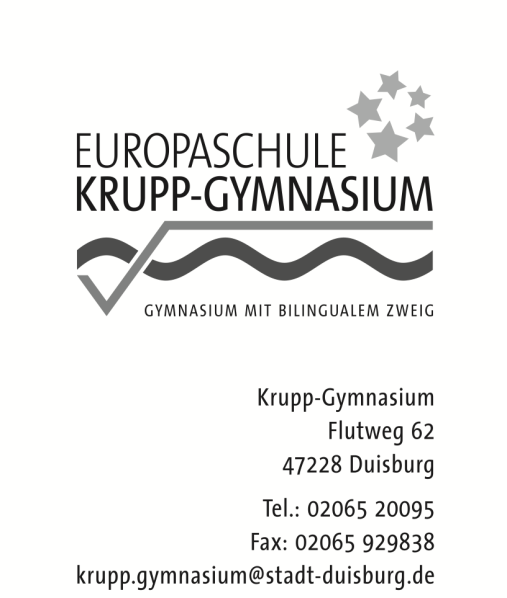 EUROPASCHULE
KRUPP-GYMNASIUM
GYMNASIUM MIT BILINGUALEM ZWEIG
Krupp-Gymnasium
Flutweg 62
47228 Duisburg
Tel.: 02065 20095
Fax: 02065 929838
krupp.gymnasium@stadt-duisburg.de